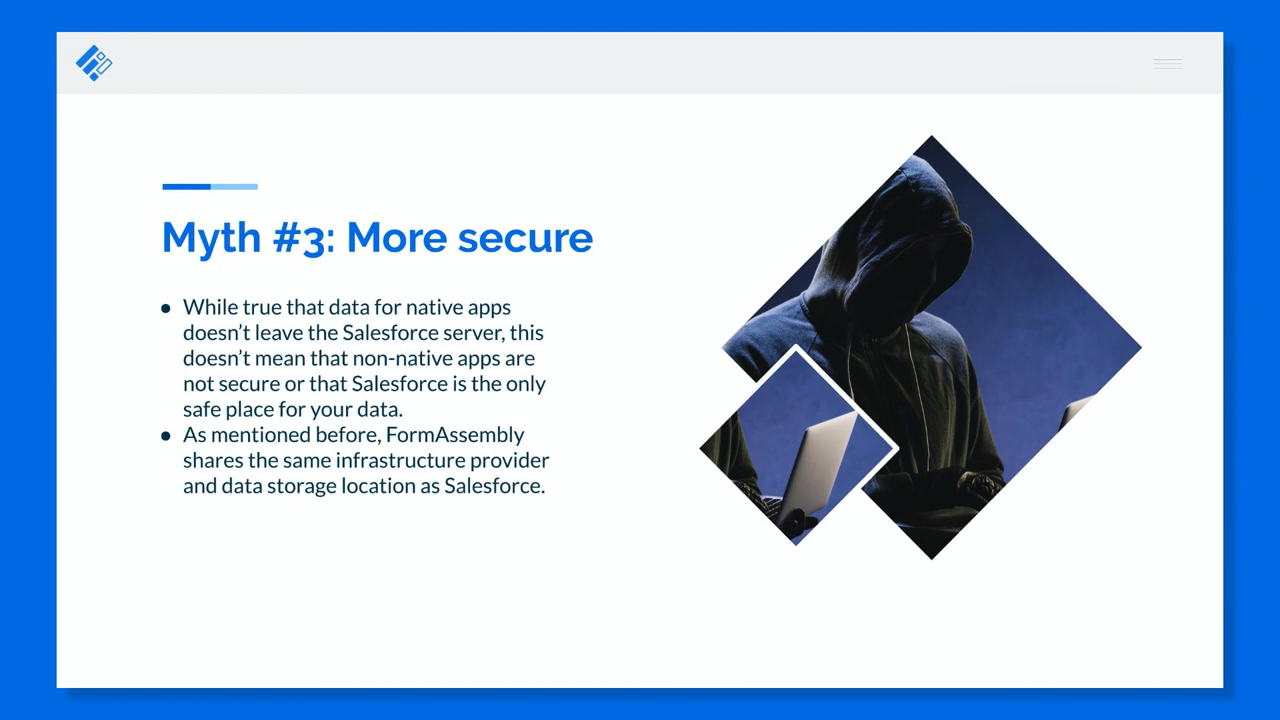 Myth #3: More secure
● While true that data for native apps
doesn’t leave the Salesforce server, this
doesn’t mean that non-native apps are
not secure or that Salesforce is the only
safe place for your data.
● As mentioned before, FormAssembly
shares the same infrastructure provider
and data storage location as Salesforce.